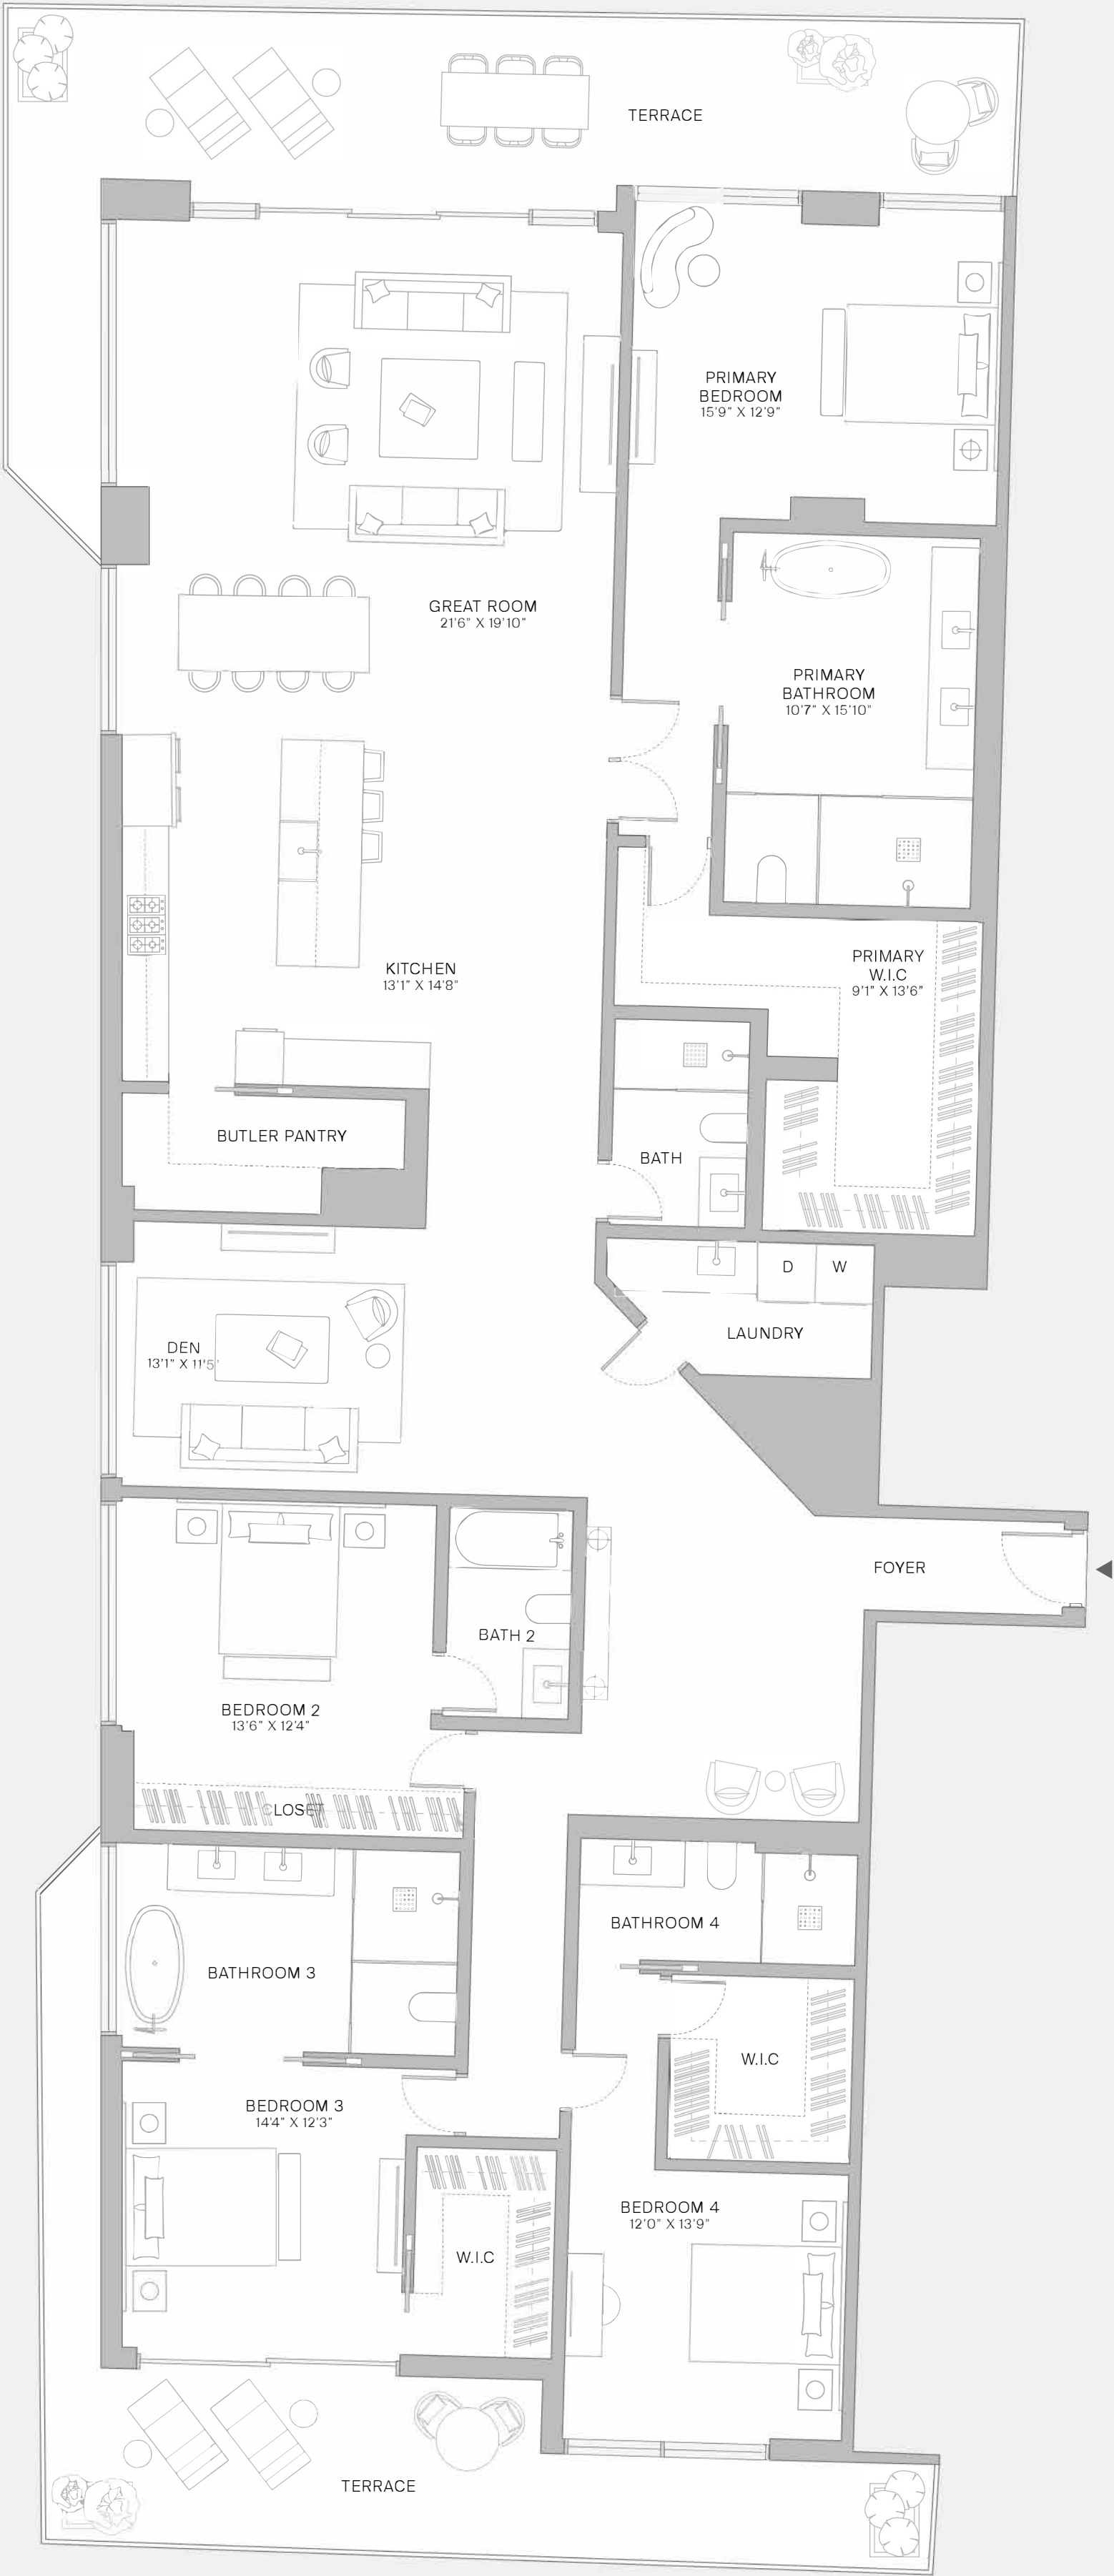 TERRACE
PRIMARY
BEDROOM
15'9" X 12'9"
GREAT ROOM
21'6" X 19'10"
PRIMARY
BATHROOM
10'7" X 15'10"
PRIMARY
W.I.C
9'1" X 13'6"
KITCHEN
13'1" X 14'8"
BUTLER PANTRY
BATH
D
W
LAUNDRY
DEN
13'1" X 11'5'
FOYER
BATH 2
BEDROOM 2
13'6" X 12'4"
CLOSET
BATHROOM 4
BATHROOM 3
W.I.C
BEDROOM 3
14'4" X 12'3"
BEDROOM 4
12'0" X 13'9"
W.I.C
TERRACE